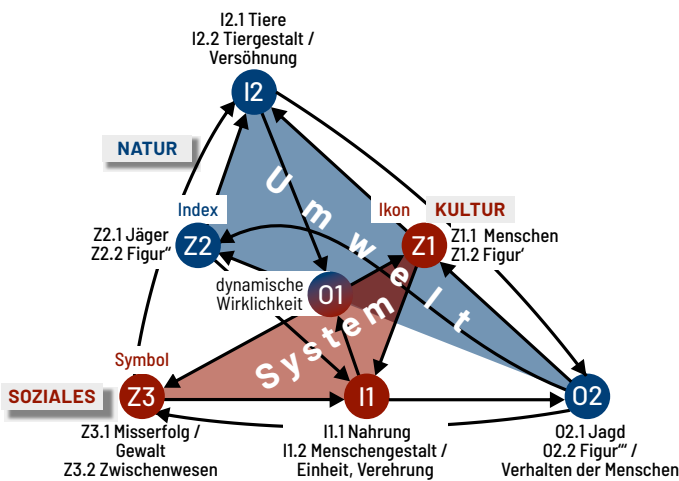 I2.1 Tiere
I2.2 Tiergestalt /
Versöhnung
I2
NATUR
Umwelt
Index
Ikon
KULTUR
Z2.1 Jäger
Z2.2 Figur"
Z2
Z1
Z1.1 Menschen
Z1.2 Figur'
dynamische
Wirklichkeit
O1
System
Symbol
SOZIALES
Z3
I1
O2
Z3.1 Misserfolg /
Gewalt
Z3.2 Zwischenwesen
I1.1 Nahrung
I1.2 Menschengestalt /
Einheit, Verehrung
O2.1 Jagd
O2.2 Figur"' /
Verhalten der Menschen